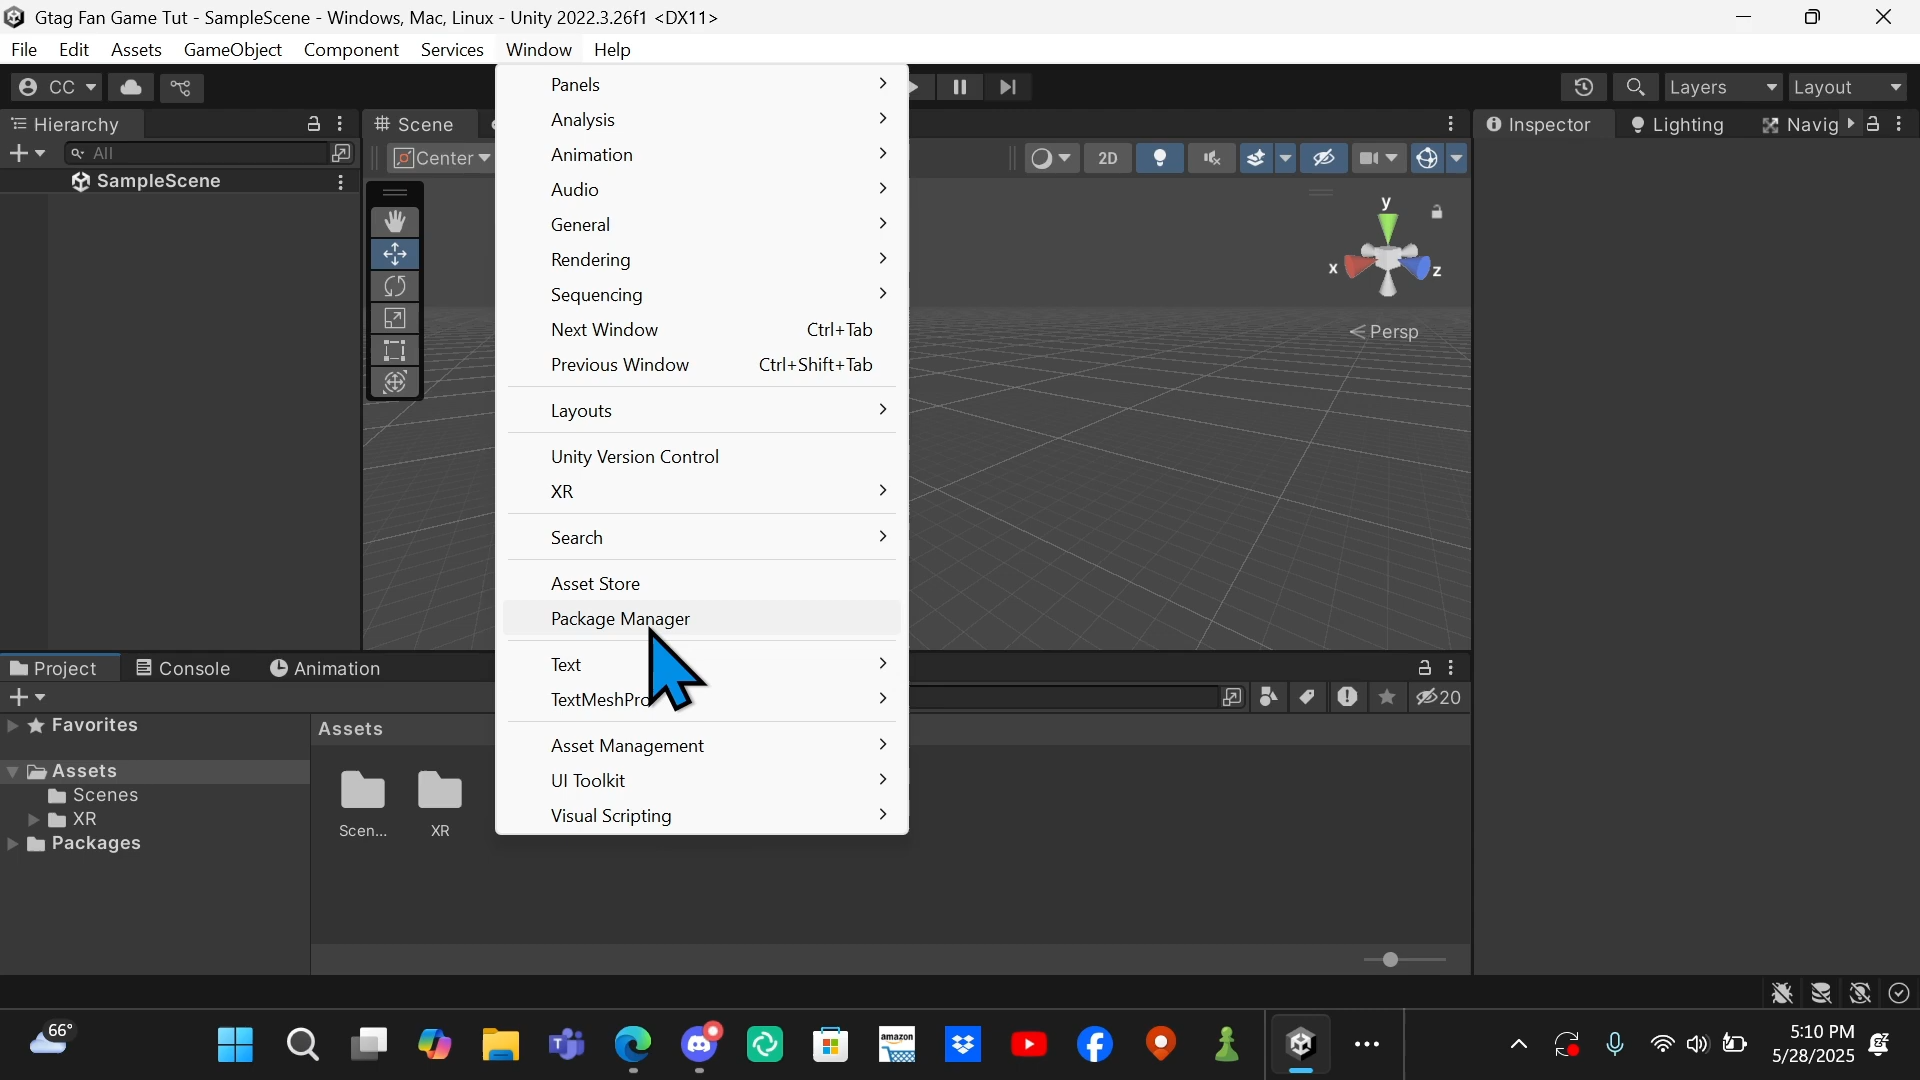 Gtag Fan Game Tut - SampleScene - Windows, Mac, Linux - Unity 2022.3.26f1 <DX11>
File Edit Assets GameObject Component Services Window Help
CC
Layers
Layout
Hierarchy
Scene
Inspector
Lighting
Navig
All
Center
2D
SampleScene
y
x
z
Persp
Panels
Analysis
Animation
Audio
General
Rendering
Sequencing
Next Window Ctrl+Tab
Previous Window Ctrl+Shift+Tab
Layouts
Unity Version Control
XR
Search
Asset Store
Package Manager
Text
TextMeshPro
Asset Management
UI Toolkit
Visual Scripting
Project
Console
Animation
20
Favorites
Assets
Scenes
XR
Packages
Assets
Scen...
XR
66°
amazon
5:10 PM
5/28/2025